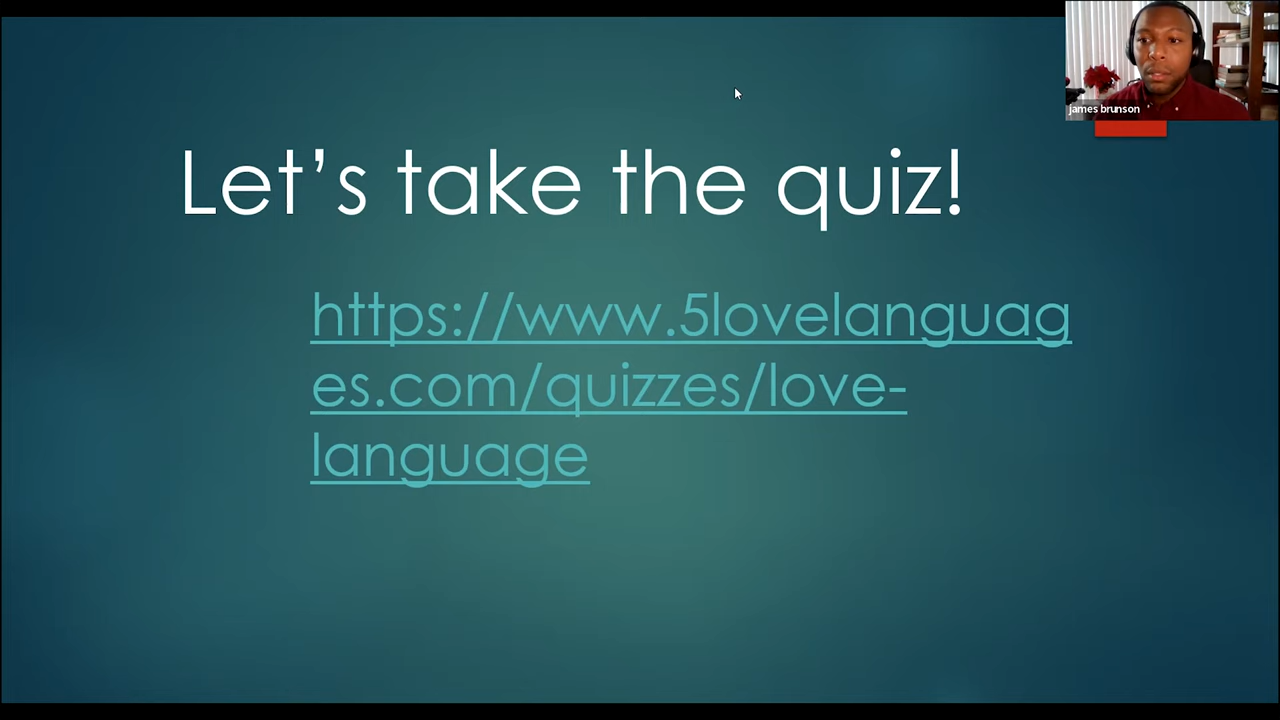 james brunson
Let’s take the quiz!
https://www.5lovelanguag
es.com/quizzes/love-
language